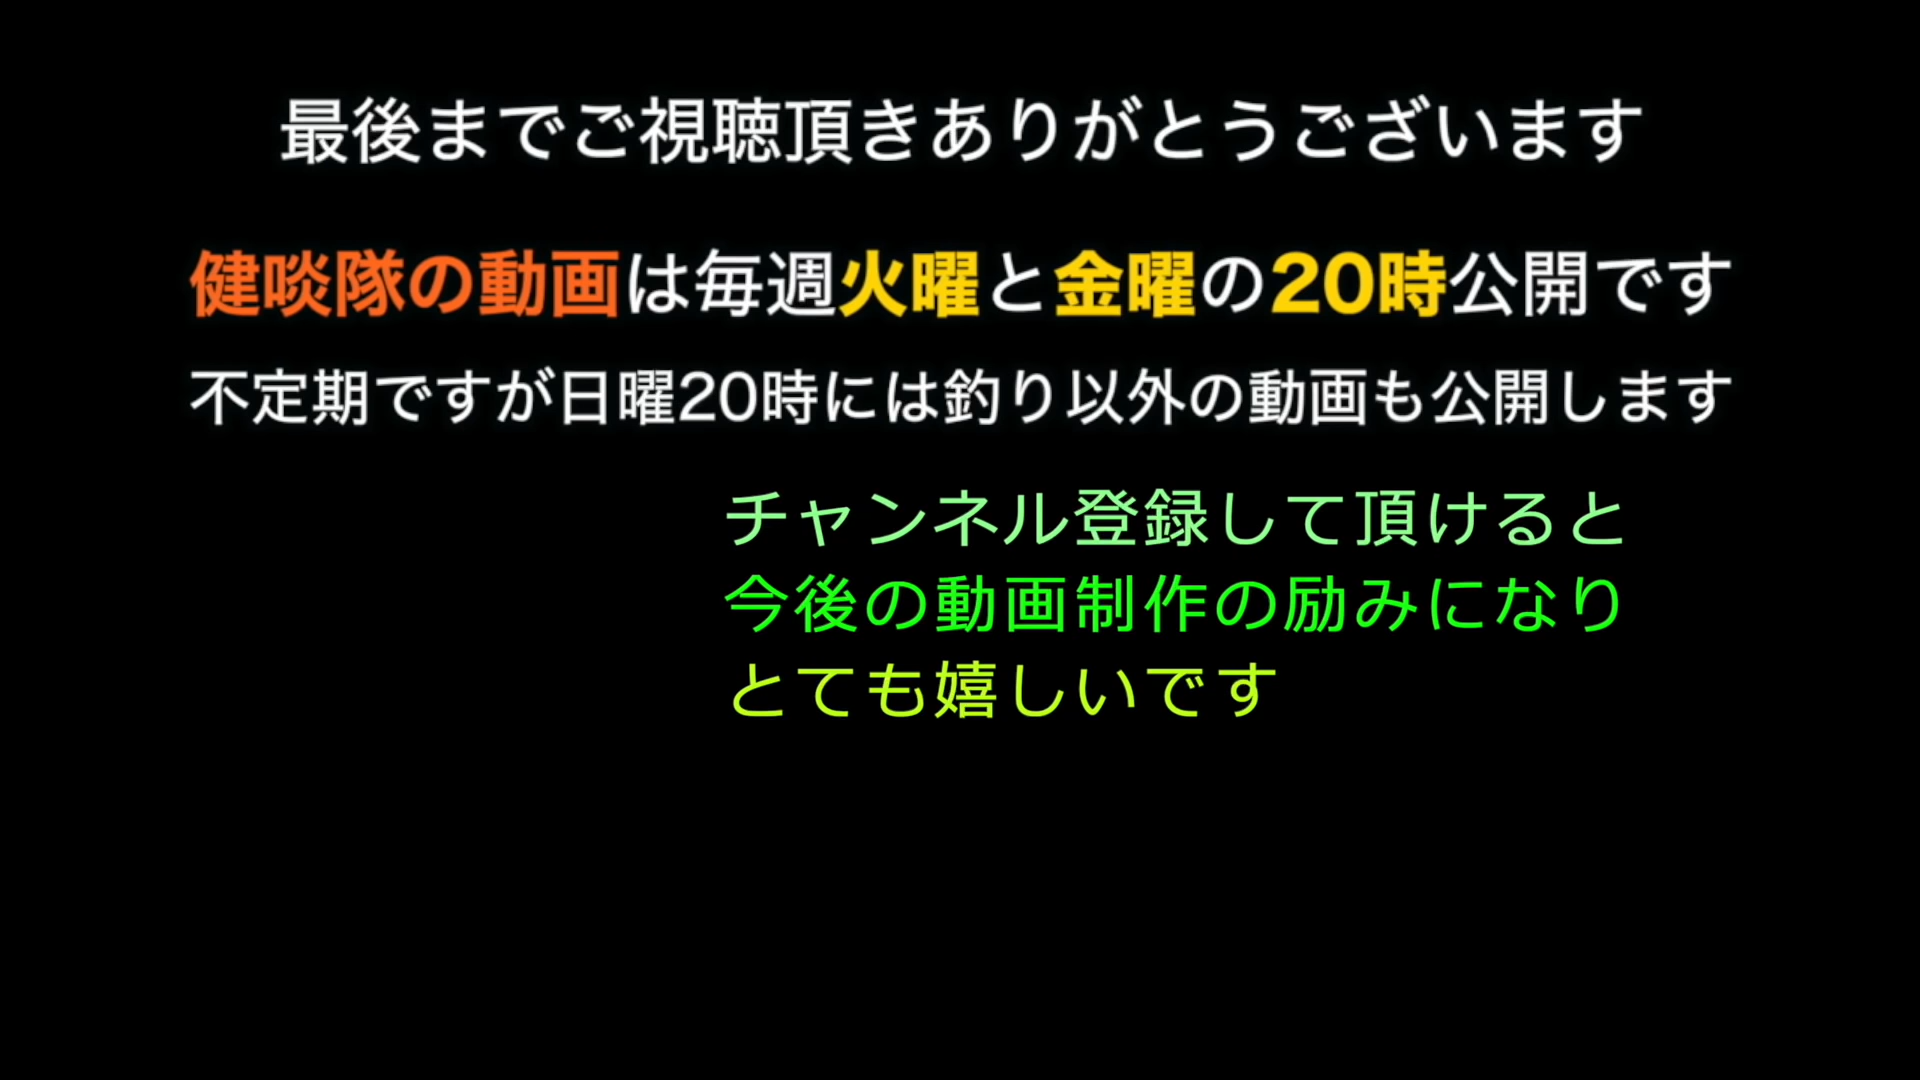 最後までご視聴頂きありがとうございます
健啖隊の動画は毎週火曜と金曜の20時公開です
不定期ですが日曜20時には釣り以外の動画も公開します
チャンネル登録して頂けると
今後の動画制作の励みになり
とても嬉しいです